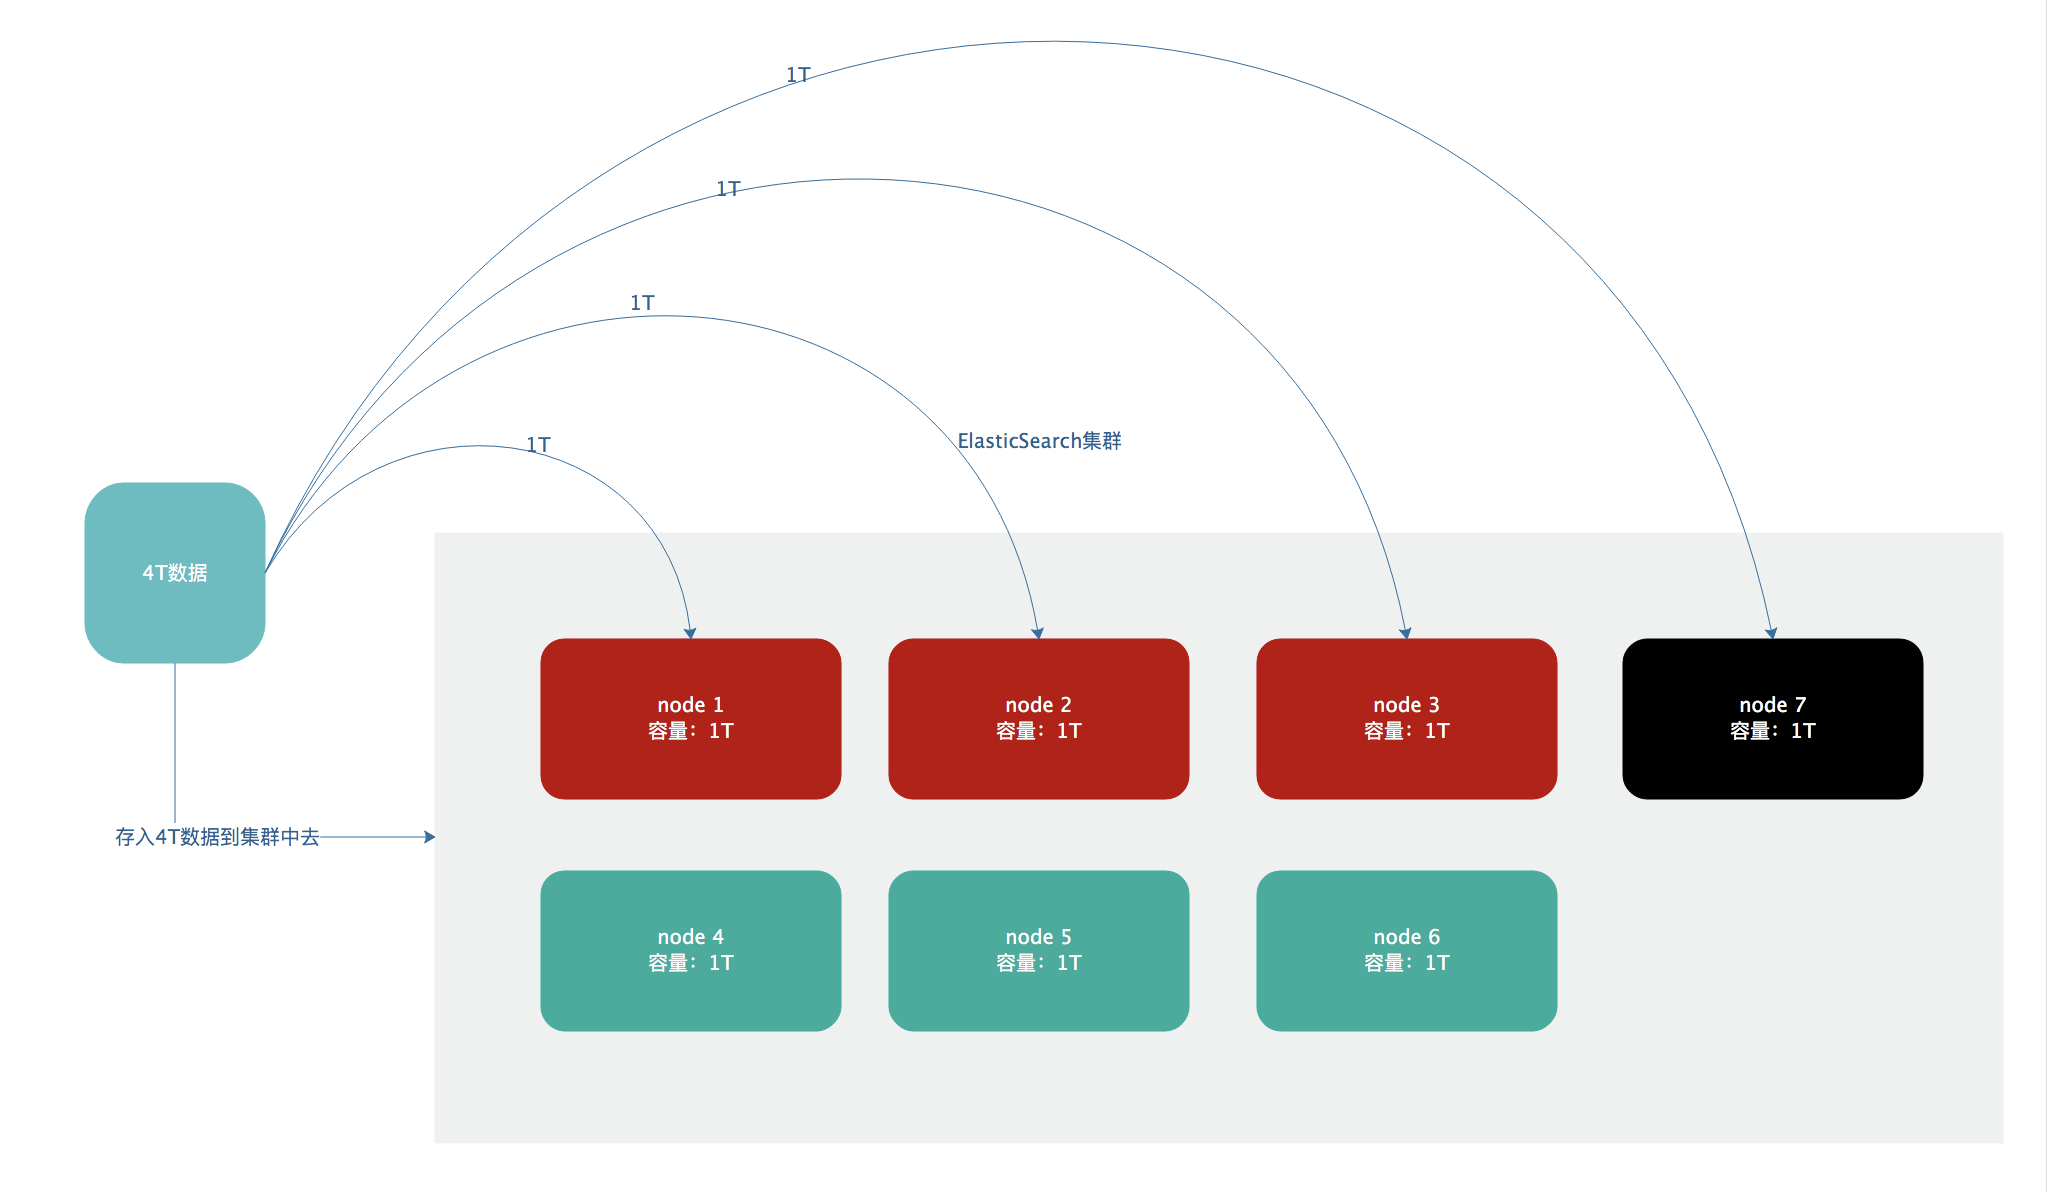 1T
1T
1T
ElasticSearch集群
1T
4T数据
node 1
容量：1T
node 2
容量：1T
node 3
容量：1T
node 7
容量：1T
存入4T数据到集群中去
node 4
容量：1T
node 5
容量：1T
node 6
容量：1T